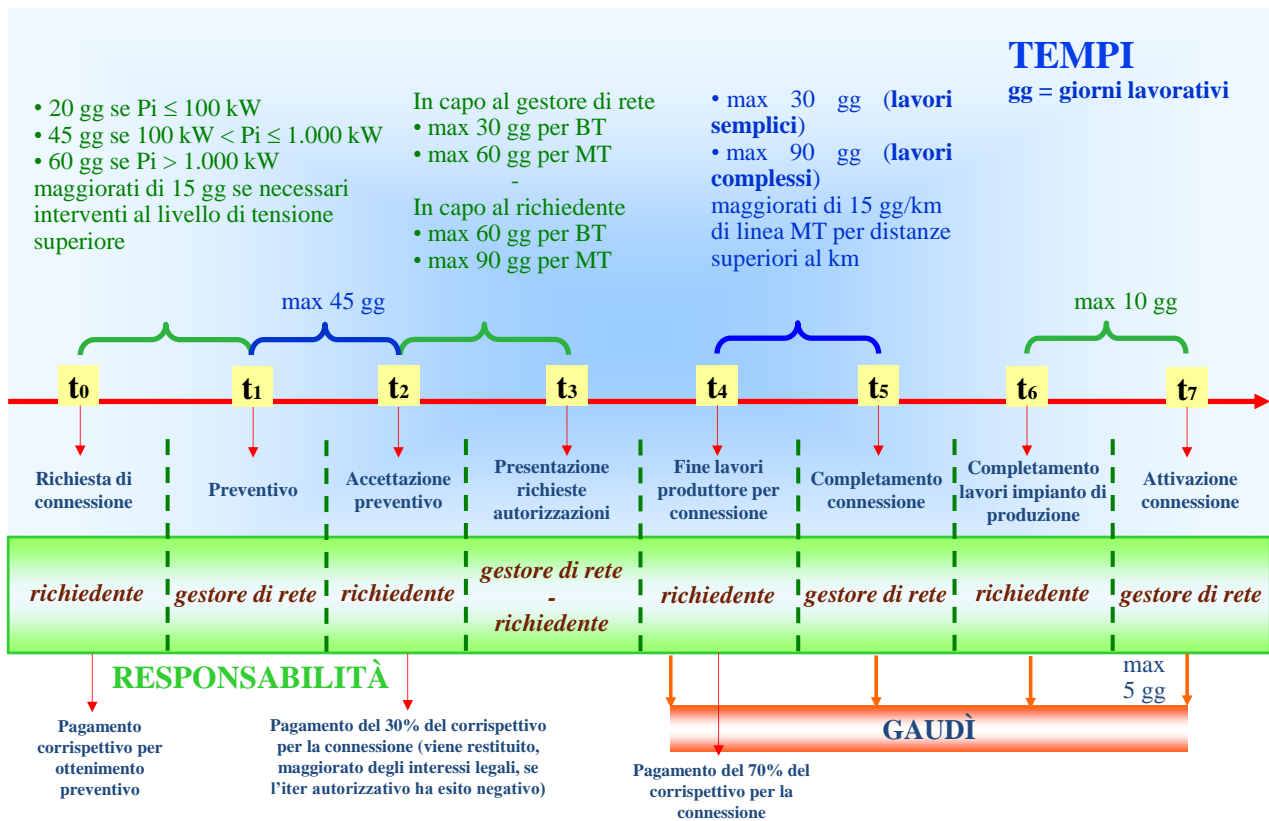 TEMPI
gg = giorni lavorativi
• 20 gg se Pi ≤ 100 kW
• 45 gg se 100 kW < Pi ≤ 1.000 kW
• 60 gg se Pi > 1.000 kW
maggiorati di 15 gg se necessari
interventi al livello di tensione
superiore
In capo al gestore di rete
• max 30 gg per BT
• max 60 gg per MT
-
In capo al richiedente
• max 60 gg per BT
• max 90 gg per MT
• max 30 gg (lavori
semplici)
• max 90 gg (lavori
complessi)
maggiorati di 15 gg/km
di linea MT per distanze
superiori al km
max 45 gg
max 10 gg
t0
t1
t2
t3
t4
t5
t6
t7
Richiesta di
connessione
Preventivo
Accettazione
preventivo
Presentazione
richieste
autorizzazioni
Fine lavori
produttore per
connessione
Completamento
connessione
Completamento
lavori impianto di
produzione
Attivazione
connessione
richiedente
gestore di rete
richiedente
gestore di rete
-
richiedente
richiedente
gestore di rete
richiedente
gestore di rete
RESPONSABILITÀ
max
5 gg
GAUDÌ
Pagamento
corrispettivo per
ottenimento
preventivo
Pagamento del 30% del corrispettivo
per la connessione (viene restituito,
maggiorato degli interessi legali, se
l'iter autorizzativo ha esito negativo)
Pagamento del 70% del
corrispettivo per la
connessione